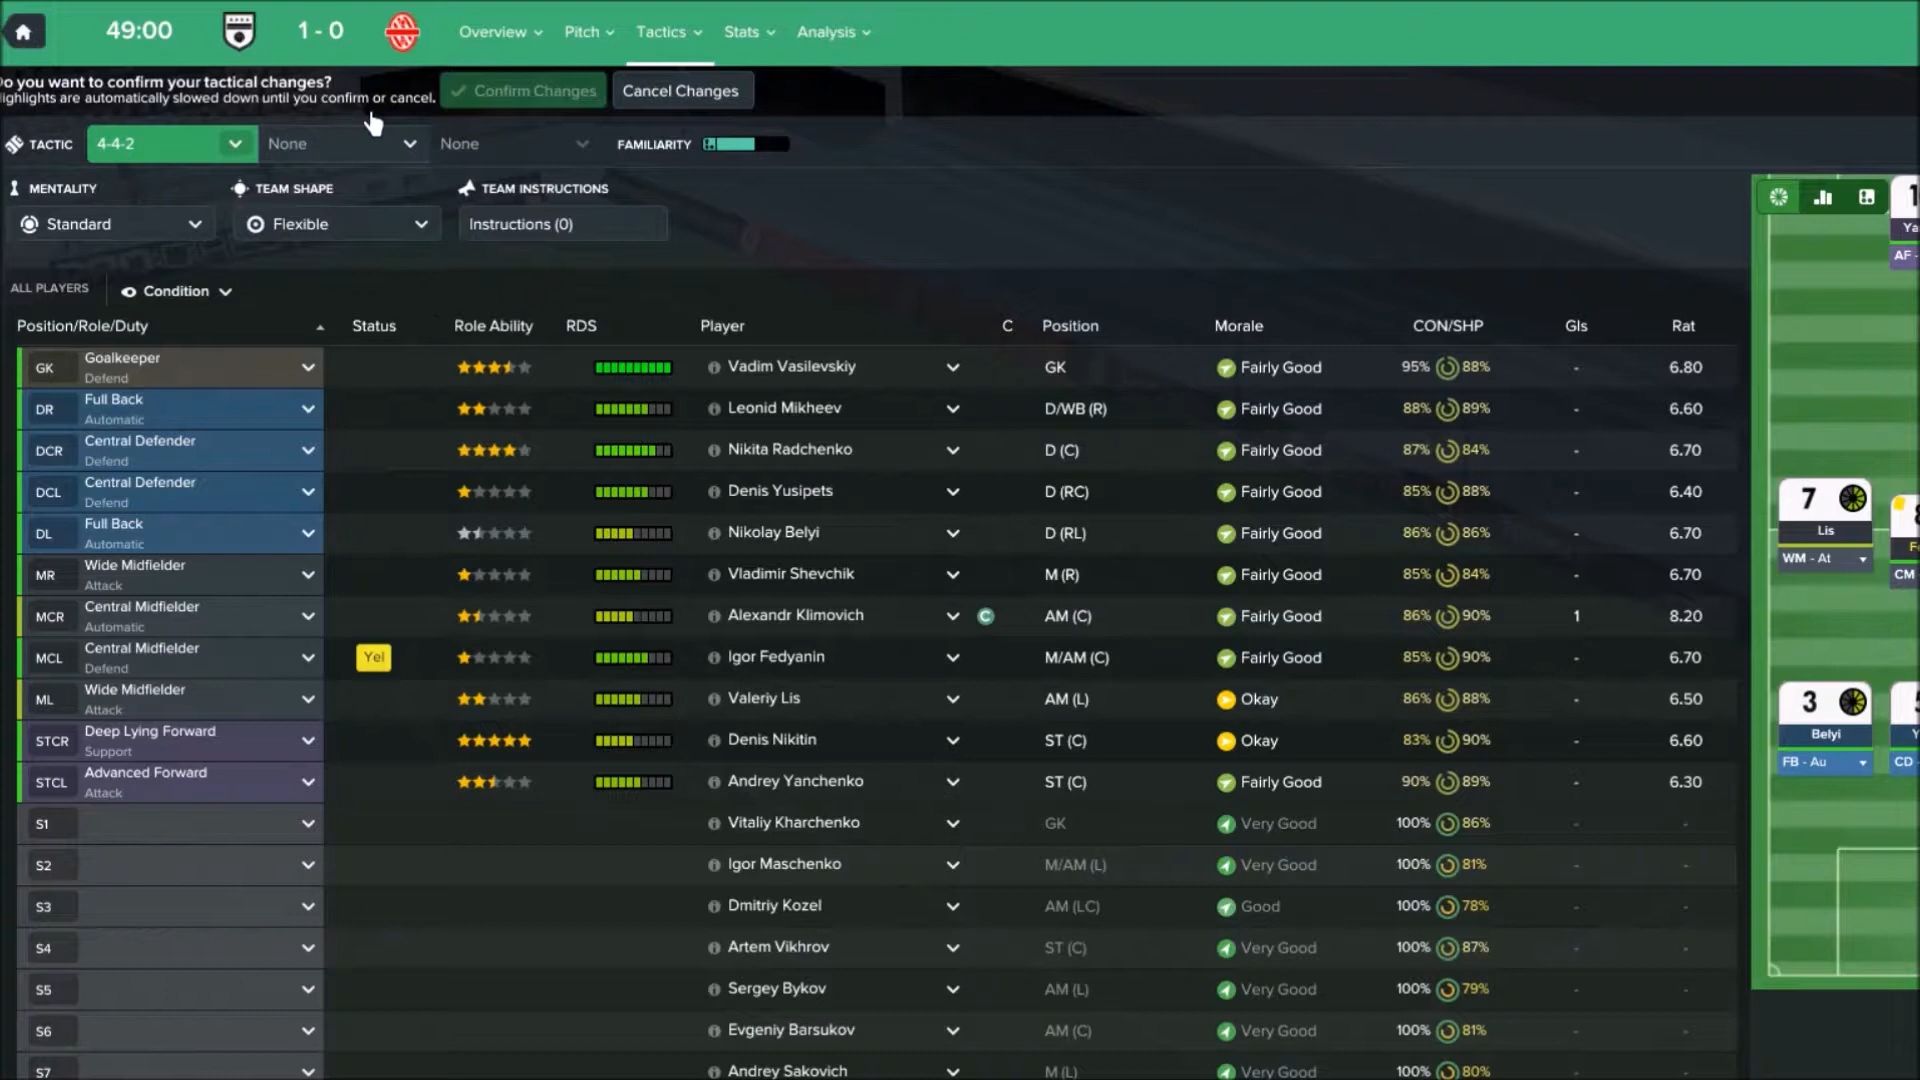 49:00 1 - 0 Overview Pitch Tactics Stats Analysis
Do you want to confirm your tactical changes?
Highlights are automatically slowed down until you confirm or cancel.
Confirm Changes Cancel Changes
TACTIC 4-4-2 None None FAMILIARITY
MENTALITY TEAM SHAPE TEAM INSTRUCTIONS
Standard Flexible Instructions (0)
ALL PLAYERS Condition
Position/Role/Duty Status Role Ability RDS Player C Position Morale CON/SHP Gls Rat
GK Goalkeeper Defend Vadim Vasilevskiy GK Fairly Good 95% 88% - 6.80
DR Full Back Automatic Leonid Mikheev D/WB (R) Fairly Good 88% 89% - 6.60
DCR Central Defender Defend Nikita Radchenko D (C) Fairly Good 87% 84% - 6.70
DCL Central Defender Defend Denis Yusipets D (RC) Fairly Good 85% 88% - 6.40
DL Full Back Automatic Nikolay Belyi D (RL) Fairly Good 86% 86% - 6.70
MR Wide Midfielder Attack Vladimir Shevchik M (R) Fairly Good 85% 84% - 6.70
MCR Central Midfielder Automatic Alexandr Klimovich C AM (C) Fairly Good 86% 90% 1 8.20
MCL Central Midfielder Defend Yel Igor Fedyanin M/AM (C) Fairly Good 85% 90% - 6.70
ML Wide Midfielder Attack Valeriy Lis AM (L) Okay 86% 88% - 6.50
STCR Deep Lying Forward Support Denis Nikitin ST (C) Okay 83% 90% - 6.60
STCL Advanced Forward Attack Andrey Yanchenko ST (C) Fairly Good 90% 89% - 6.30
S1 Vitaliy Kharchenko GK Very Good 100% 86% - -
S2 Igor Maschenko M/AM (L) Very Good 100% 81% - -
S3 Dmitriy Kozel AM (LC) Good 100% 78% - -
S4 Artem Vikhrov ST (C) Very Good 100% 87% - -
S5 Sergey Bykov AM (L) Very Good 100% 79% - -
S6 Evgeniy Barsukov AM (C) Very Good 100% 81% - -
S7 Andrey Sakovich M (L) Very Good 100% 80% - -
Ya
AF -
7
Lis
WM - At CM
3
Belyi Y
FB - Au CD